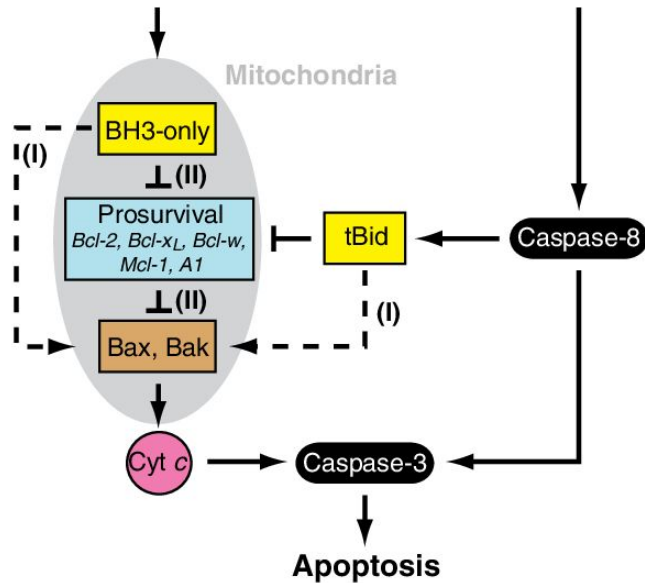 Mitochondria
BH3-only
(I)
(II)
Prosurvival
Bcl-2, Bcl-xL, Bcl-w,
Mcl-1, A1
tBid
Caspase-8
(II)
(I)
Bax, Bak
Cyt c
Caspase-3
Apoptosis